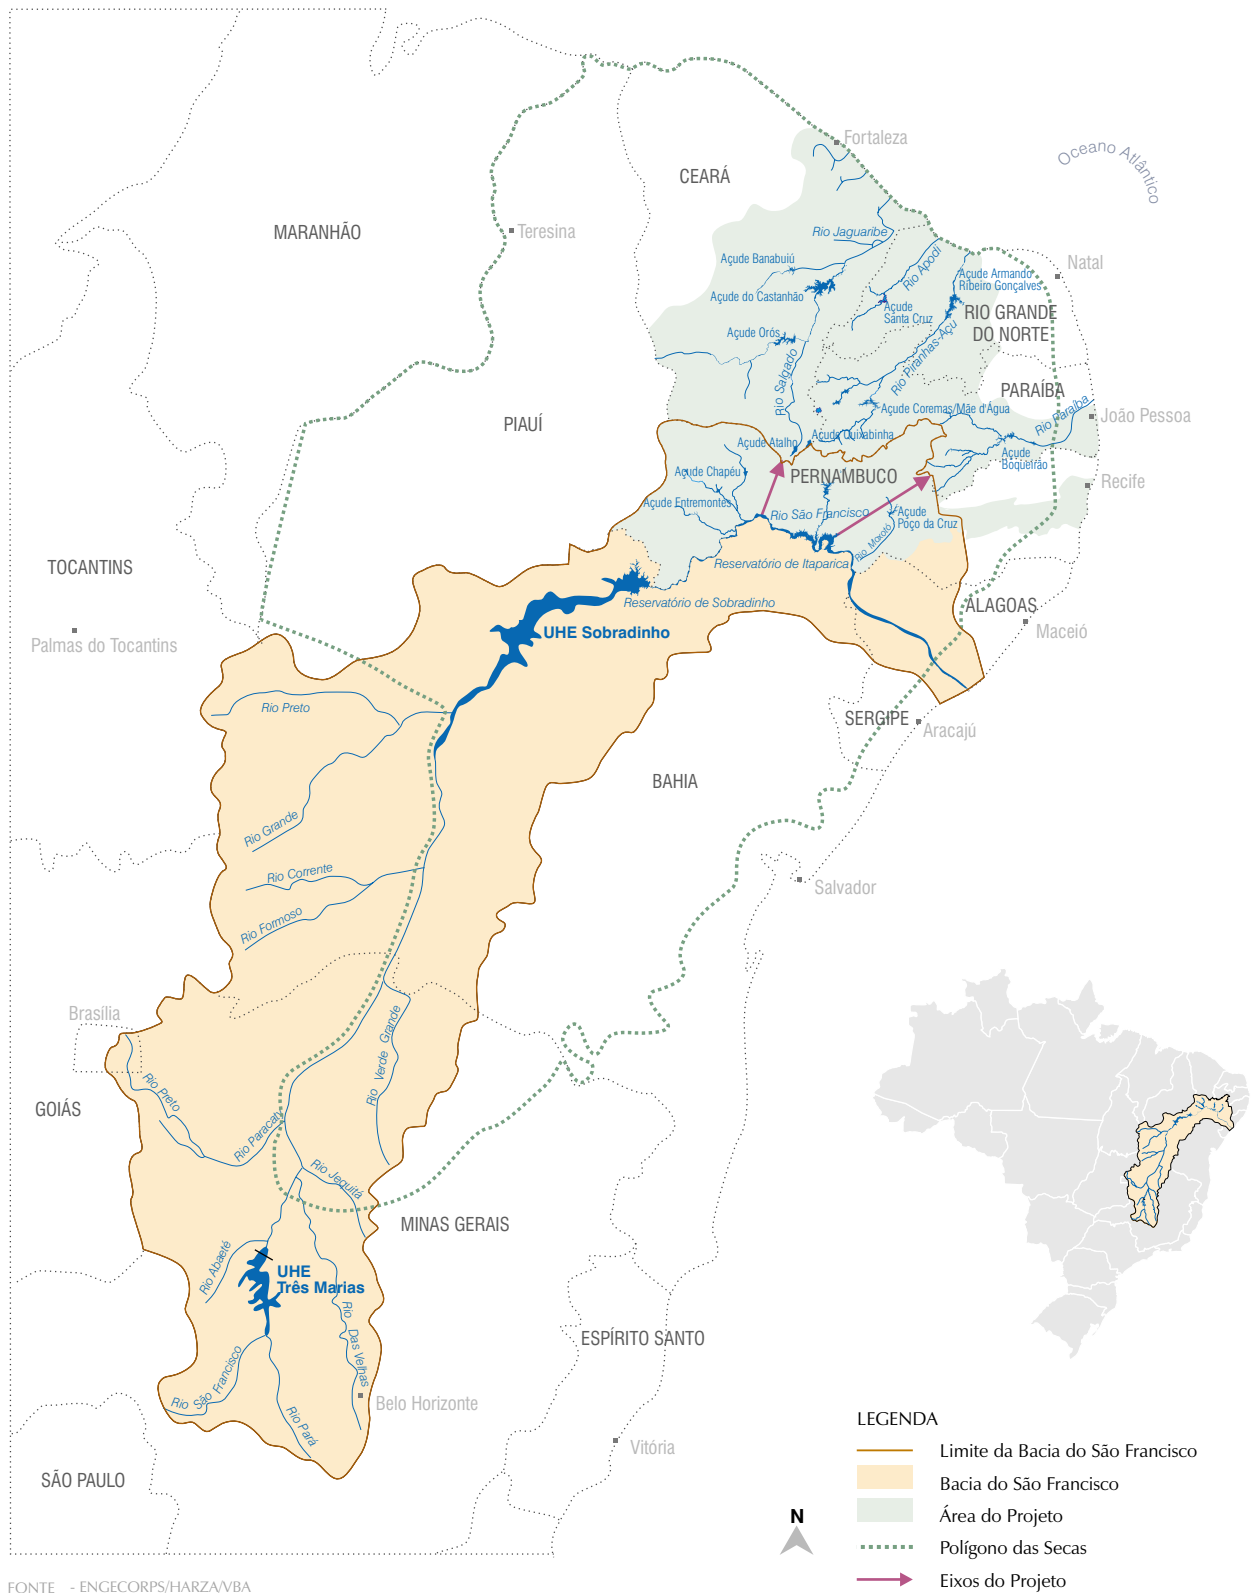 Fortaleza
Oceano Atlântico
CEARÁ
MARANHÃO
Teresina
Rio Jaguaribe
Açude Banabuiú
Rio Apodi
Natal
Açude Armando
Ribeiro Gonçalves
Açude do Castanhão
Açude
Santa Cruz
RIO GRANDE
DO NORTE
Açude Orós
Rio Salgado
Rio Piranhas-Açu
PARAÍBA
PIAUÍ
Açude Coremas/Mãe d'Água
Rio Paraíba
João Pessoa
Açude Atalho
Açude Quixabinha
Açude
Boqueirão
Açude Chapéu
PERNAMBUCO
Recife
Açude Entremontes
Rio São Francisco
Açude
Poço da Cruz
Rio Moxotó
TOCANTINS
Reservatório de Itaparica
Reservatório de Sobradinho
ALAGOAS
UHE Sobradinho
Maceió
Palmas do Tocantins
Rio Preto
SERGIPE
Aracajú
BAHIA
Rio Grande
Rio Corrente
Salvador
Rio Formoso
Brasília
Rio Verde Grande
Rio Preto
GOIÁS
Rio Paracatu
Rio Jequitá
MINAS GERAIS
Rio Abaeté
UHE
Três Marias
Rio Das Velhas
ESPÍRITO SANTO
Rio São Francisco
Belo Horizonte
Rio Pará
Vitória
SÃO PAULO
LEGENDA
Limite da Bacia do São Francisco
Bacia do São Francisco
Área do Projeto
Polígono das Secas
Eixos do Projeto
N
FONTE - ENGECORPS/HARZA/VBA